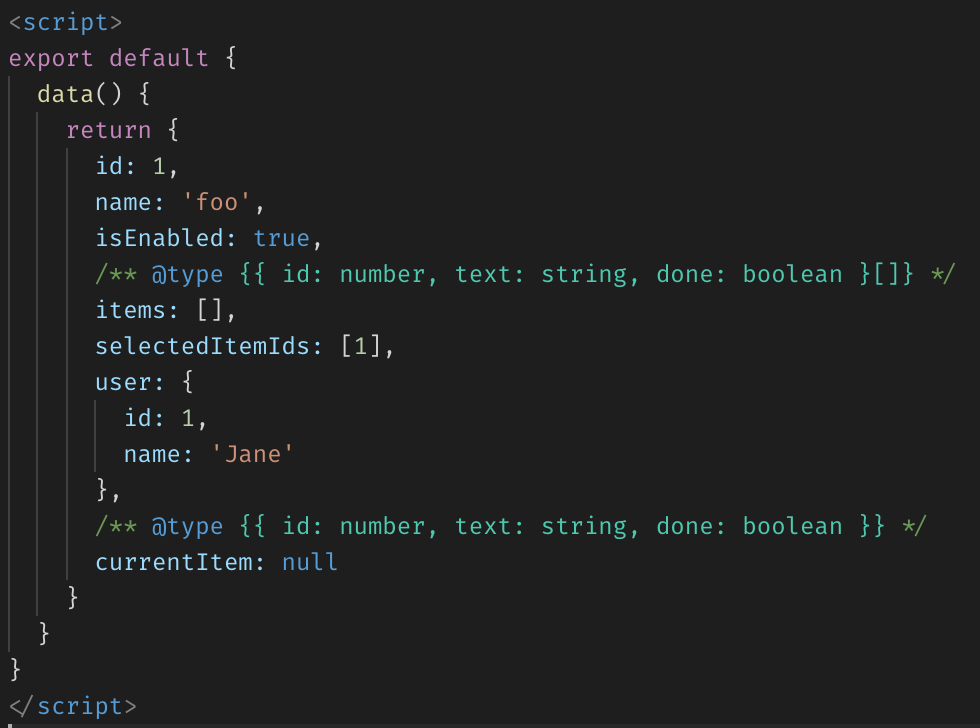 <script>
export default {
  data() {
    return {
      id: 1,
      name: 'foo',
      isEnabled: true,
      /** @type {{ id: number, text: string, done: boolean }[]} */
      items: [],
      selectedItemIds: [1],
      user: {
        id: 1,
        name: 'Jane'
      },
      /** @type {{ id: number, text: string, done: boolean }} */
      currentItem: null
    }
  }
}
</script>